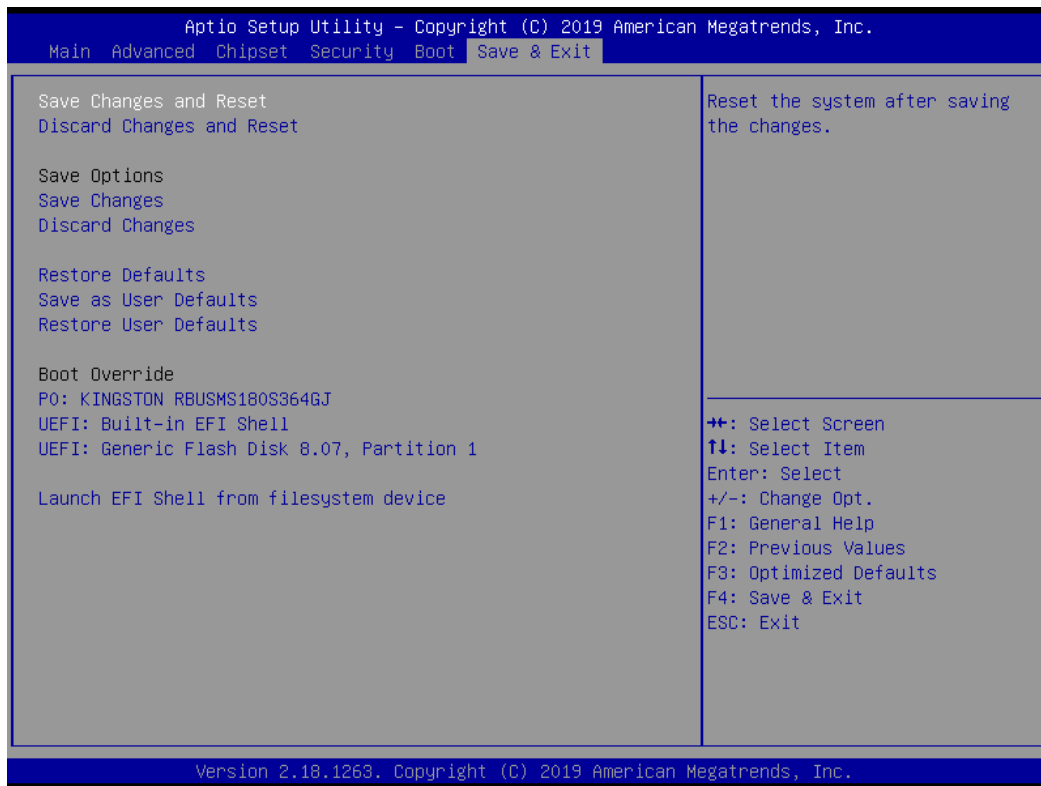 Aptio Setup Utility – Copyright (C) 2019 American Megatrends, Inc.
Main Advanced Chipset Security Boot Save & Exit
Save Changes and Reset
Discard Changes and Reset
Save Options
Save Changes
Discard Changes
Restore Defaults
Save as User Defaults
Restore User Defaults
Boot Override
P0: KINGSTON RBUSMS180S364GJ
UEFI: Built-in EFI Shell
UEFI: Generic Flash Disk 8.07, Partition 1
Launch EFI Shell from filesystem device
Reset the system after saving
the changes.
→←: Select Screen
↑↓: Select Item
Enter: Select
+/-: Change Opt.
F1: General Help
F2: Previous Values
F3: Optimized Defaults
F4: Save & Exit
ESC: Exit
Version 2.18.1263. Copyright (C) 2019 American Megatrends, Inc.